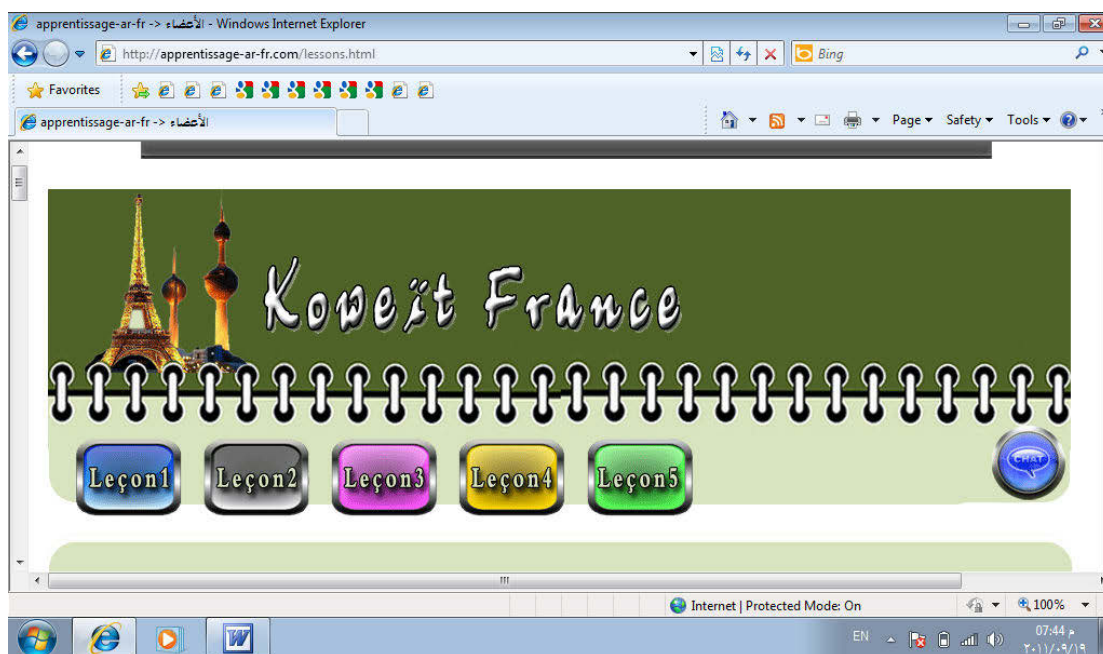 apprentissage-ar-fr -> الأعضاء - Windows Internet Explorer
http://apprentissage-ar-fr.com/lessons.html
Bing
Favorites
apprentissage-ar-fr -> الأعضاء
Page Safety Tools
Koweït France
Leçon1 Leçon2 Leçon3 Leçon4 Leçon5
CHAT
Internet | Protected Mode: On 100%
EN 07:44 م
٢٠١١/٠٩/١٩